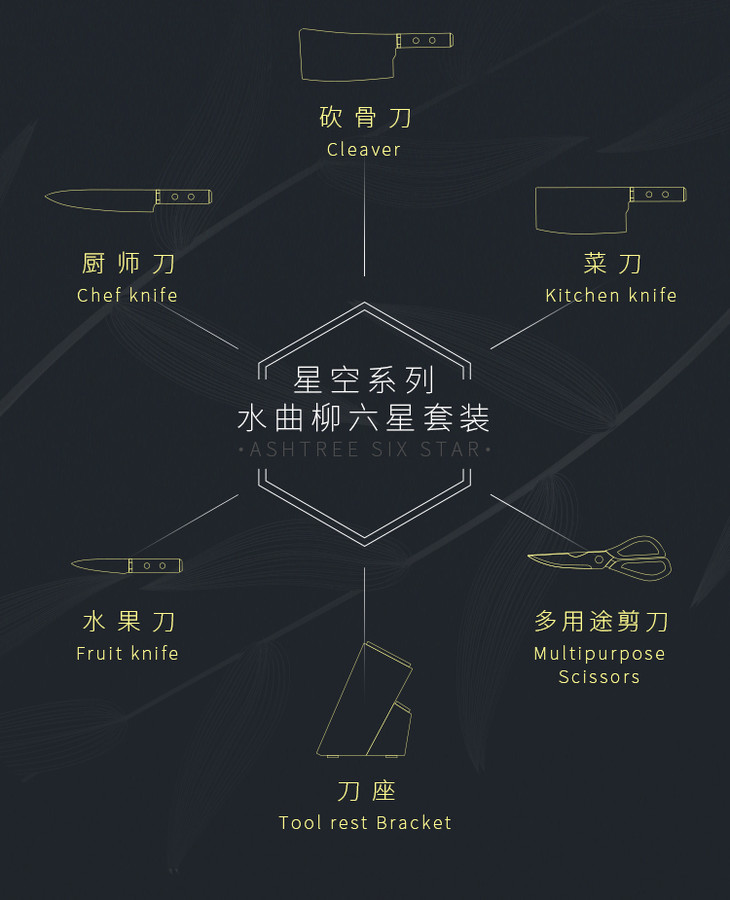 砍骨刀
Cleaver
厨师刀
Chef knife
菜刀
Kitchen knife
星空系列
水曲柳六星套装
·ASHTREE SIX STAR·
水果刀
Fruit knife
多用途剪刀
Multipurpose
Scissors
刀座
Tool rest Bracket